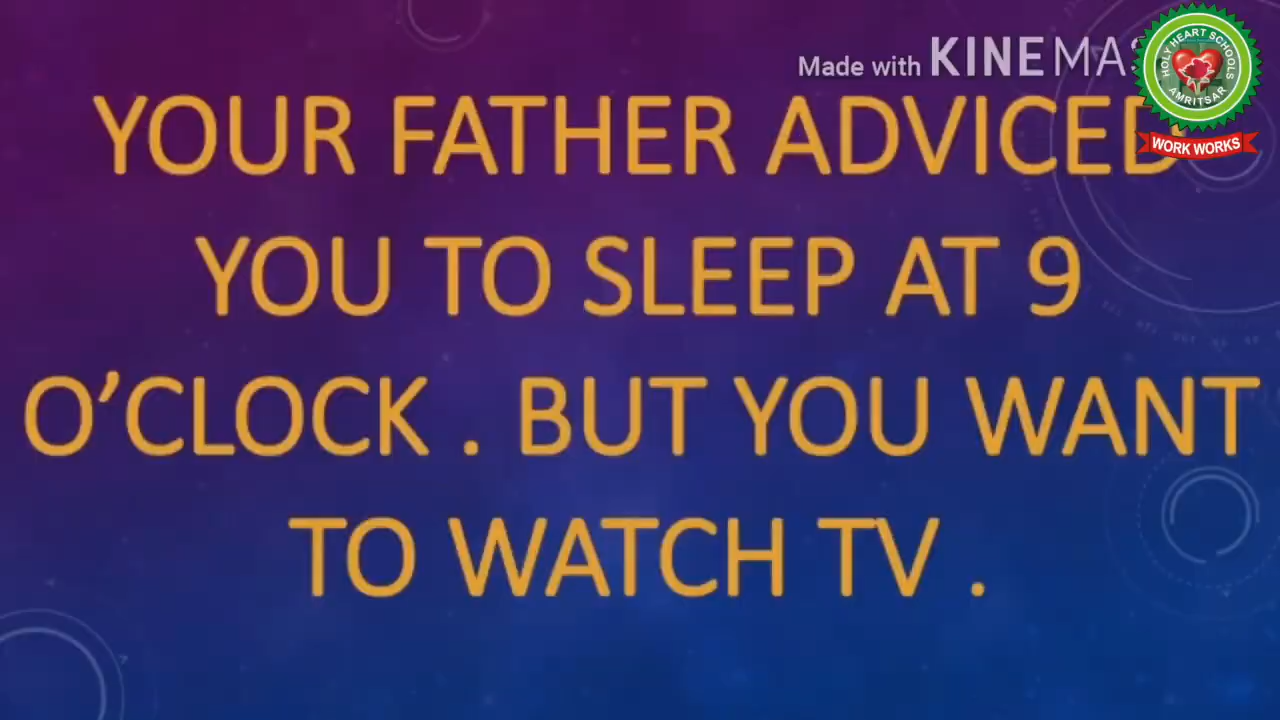 Made with KINEMA
HOLY HEART SCHOOLS
AMRITSAR
WORK WORKS
YOUR FATHER ADVICED
YOU TO SLEEP AT 9
O'CLOCK . BUT YOU WANT
TO WATCH TV .